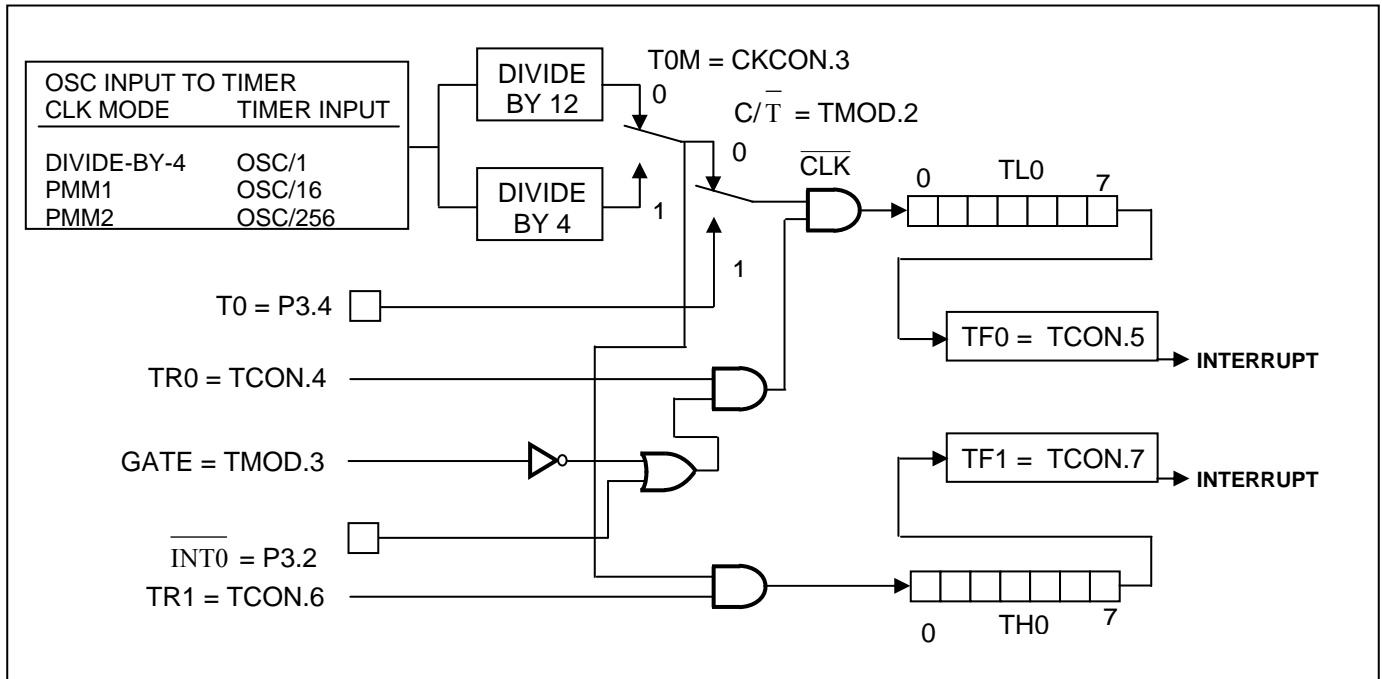 OSC INPUT TO TIMER
CLK MODE TIMER INPUT
DIVIDE-BY-4 OSC/1
PMM1 OSC/16
PMM2 OSC/256
DIVIDE
BY 12
DIVIDE
BY 4
T0M = CKCON.3
0
1
C/T̅ = TMOD.2
0
1
C̅L̅K̅
0 TL0 7
T0 = P3.4
TF0 = TCON.5
INTERRUPT
TR0 = TCON.4
GATE = TMOD.3
TF1 = TCON.7
INTERRUPT
I̅N̅T̅0̅ = P3.2
TR1 = TCON.6
0 TH0 7